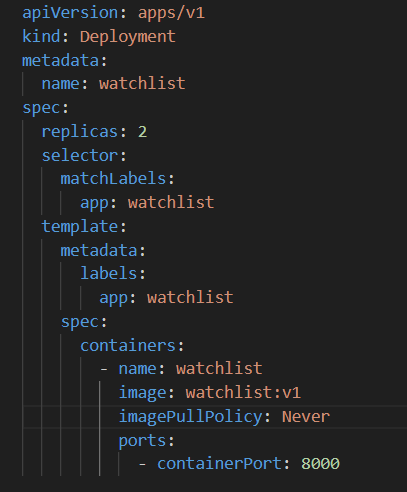 apiVersion: apps/v1
kind: Deployment
metadata:
  name: watchlist
spec:
  replicas: 2
  selector:
    matchLabels:
      app: watchlist
  template:
    metadata:
      labels:
        app: watchlist
    spec:
      containers:
        - name: watchlist
          image: watchlist:v1
          imagePullPolicy: Never
          ports:
            - containerPort: 8000